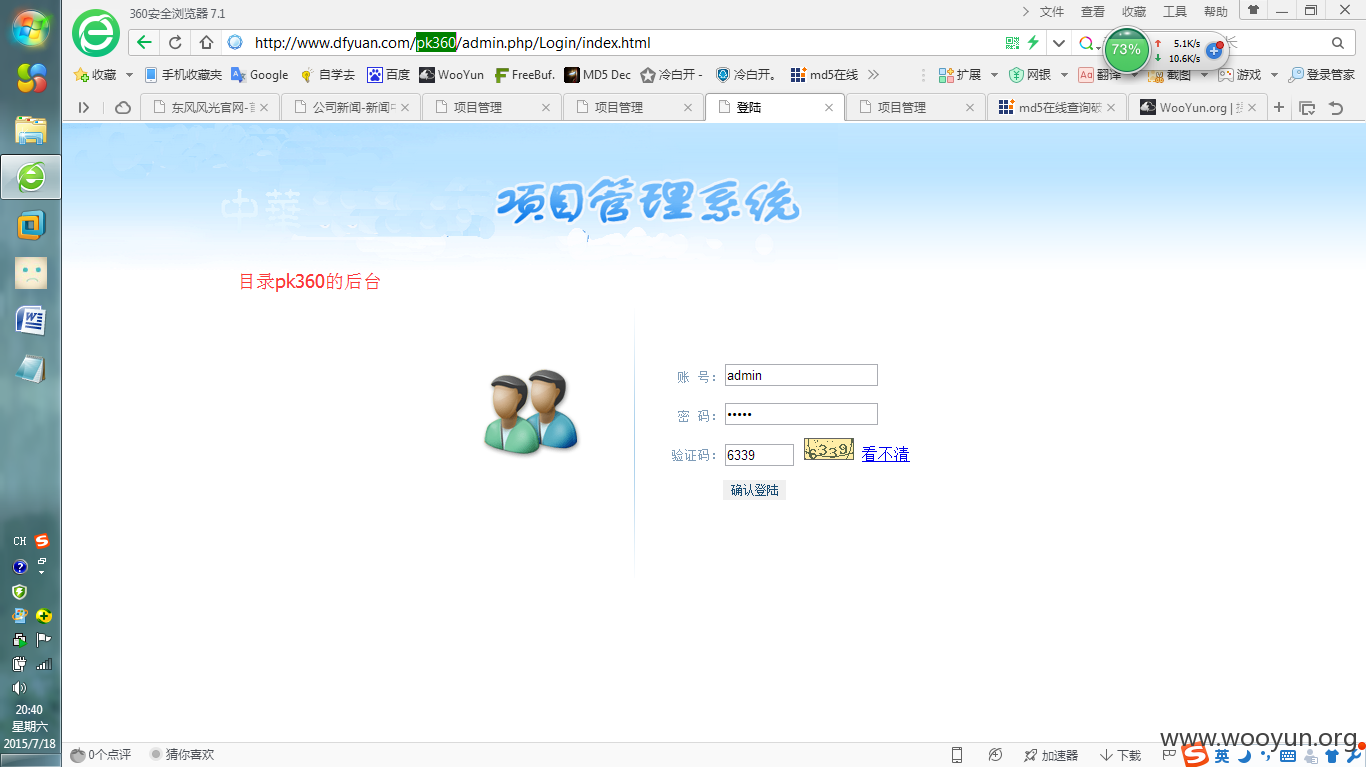 360安全浏览器 7.1
文件 查看 收藏 工具 帮助
http://www.dfyuan.com/pk360/admin.php/Login/index.html
73% 5.1K/s
10.6K/s
收藏 手机收藏夹 Google 自学去 百度 WooYun FreeBuf. MD5 Dec 冷白开 - 冷白开。 md5在线 扩展 网银 翻译 截图 游戏 登录管家
东风风光官网-官 公司新闻-新闻中 项目管理 项目管理 登陆 项目管理 md5在线查询破 WooYun.org |
中華
项目管理系统
目录pk360的后台
账 号: admin
密 码: •••••
验证码: 6339 6339 看不清
确认登陆
CH
20:40
星期六
2015/7/18
0个点评 猜你喜欢 加速器 下载
www.wooyun.org
英